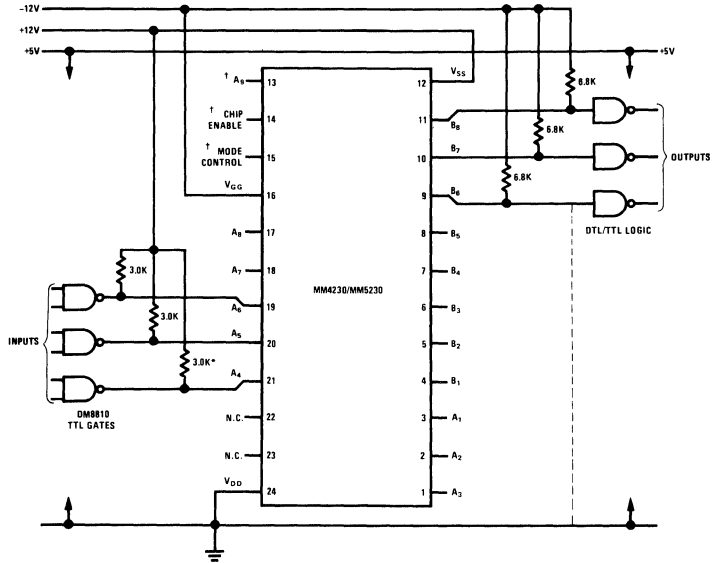 -12V
+12V
+5V
+5V
VSS
† A9
13
12
6.8K
† CHIP
ENABLE
14
11
B8
6.8K
† MODE
CONTROL
15
10
B7
OUTPUTS
VGG
16
9
B6
6.8K
A8
17
8
B5
DTL/TTL LOGIC
3.0K
A7
18
7
B4
MM4230/MM5230
3.0K
A6
19
6
B3
INPUTS
A5
20
5
B2
3.0K*
A4
21
4
B1
DM8810
TTL GATES
N.C.
22
3
A1
N.C.
23
2
A2
VDD
24
1
A3